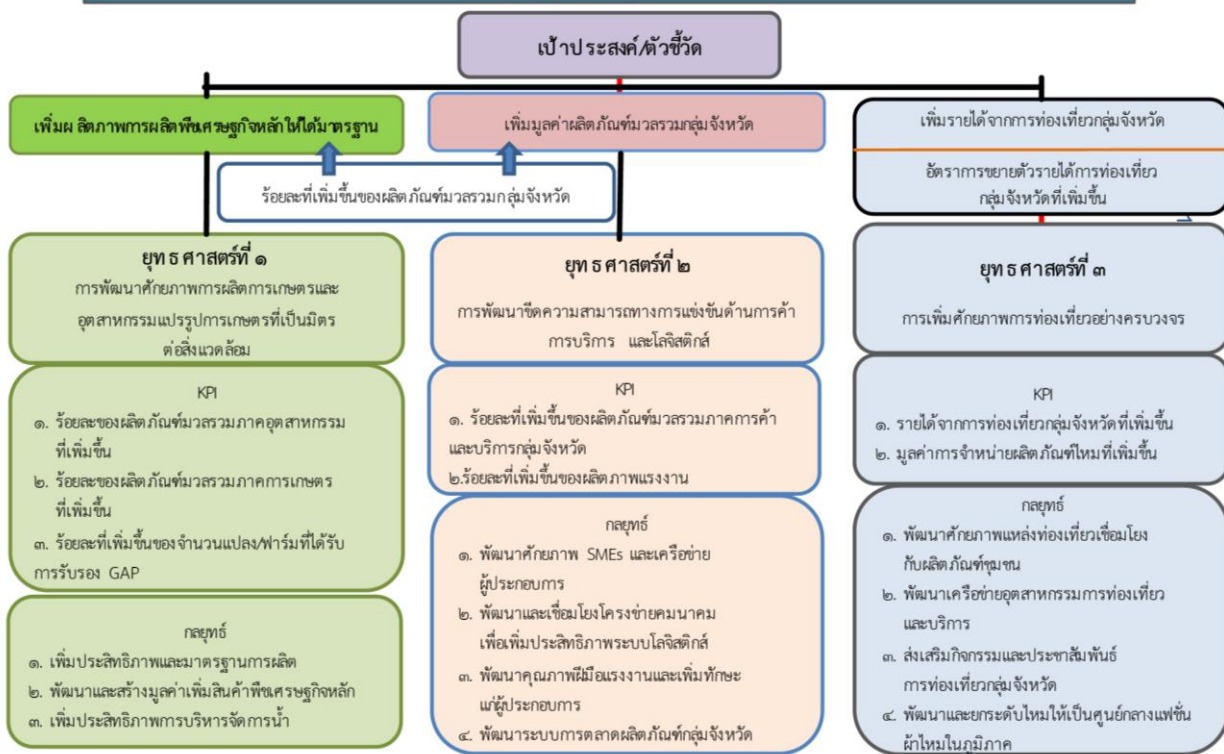 เป้าประสงค์/ตัวชี้วัด
เพิ่มผลิตภาพการผลิตพืชเศรษฐกิจหลักให้ได้มาตรฐาน
เพิ่มมูลค่าผลิตภัณฑ์มวลรวมกลุ่มจังหวัด
เพิ่มรายได้จากการท่องเที่ยวกลุ่มจังหวัด
อัตราการขยายตัวรายได้การท่องเที่ยว
กลุ่มจังหวัดที่เพิ่มขึ้น
ร้อยละที่เพิ่มขึ้นของผลิตภัณฑ์มวลรวมกลุ่มจังหวัด
ยุทธศาสตร์ที่ ๑
การพัฒนาศักยภาพการผลิตการเกษตรและ
อุตสาหกรรมแปรรูปการเกษตรที่เป็นมิตร
ต่อสิ่งแวดล้อม
KPI
๑. ร้อยละของผลิตภัณฑ์มวลรวมภาคอุตสาหกรรม
ที่เพิ่มขึ้น
๒. ร้อยละของผลิตภัณฑ์มวลรวมภาคการเกษตร
ที่เพิ่มขึ้น
๓. ร้อยละที่เพิ่มขึ้นของจำนวนแปลง/ฟาร์มที่ได้รับ
การรับรอง GAP
กลยุทธ์
๑. เพิ่มประสิทธิภาพและมาตรฐานการผลิต
๒. พัฒนาและสร้างมูลค่าเพิ่มสินค้าพืชเศรษฐกิจหลัก
๓. เพิ่มประสิทธิภาพการบริหารจัดการน้ำ
ยุทธศาสตร์ที่ ๒
การพัฒนาขีดความสามารถทางการแข่งขันด้านการค้า
การบริการ และโลจิสติกส์
KPI
๑. ร้อยละที่เพิ่มขึ้นของผลิตภัณฑ์มวลรวมภาคการค้า
และบริการกลุ่มจังหวัด
๒.ร้อยละที่เพิ่มขึ้นของผลิตภาพแรงงาน
กลยุทธ์
๑. พัฒนาศักยภาพ SMEs และเครือข่าย
ผู้ประกอบการ
๒. พัฒนาและเชื่อมโยงโครงข่ายคมนาคม
เพื่อเพิ่มประสิทธิภาพระบบโลจิสติกส์
๓. พัฒนาคุณภาพฝีมือแรงงานและเพิ่มทักษะ
แก่ผู้ประกอบการ
๔. พัฒนาระบบการตลาดผลิตภัณฑ์กลุ่มจังหวัด
ยุทธศาสตร์ที่ ๓
การเพิ่มศักยภาพการท่องเที่ยวอย่างครบวงจร
KPI
๑. รายได้จากการท่องเที่ยวกลุ่มจังหวัดที่เพิ่มขึ้น
๒. มูลค่าการจำหน่ายผลิตภัณฑ์ไหมที่เพิ่มขึ้น
กลยุทธ์
๑. พัฒนาศักยภาพแหล่งท่องเที่ยวเชื่อมโยง
กับผลิตภัณฑ์ชุมชน
๒. พัฒนาเครือข่ายอุตสาหกรรมการท่องเที่ยว
และบริการ
๓. ส่งเสริมกิจกรรมและประชาสัมพันธ์
การท่องเที่ยวกลุ่มจังหวัด
๔. พัฒนาและยกระดับไหมให้เป็นศูนย์กลางแฟชั่น
ผ้าไหมในภูมิภาค